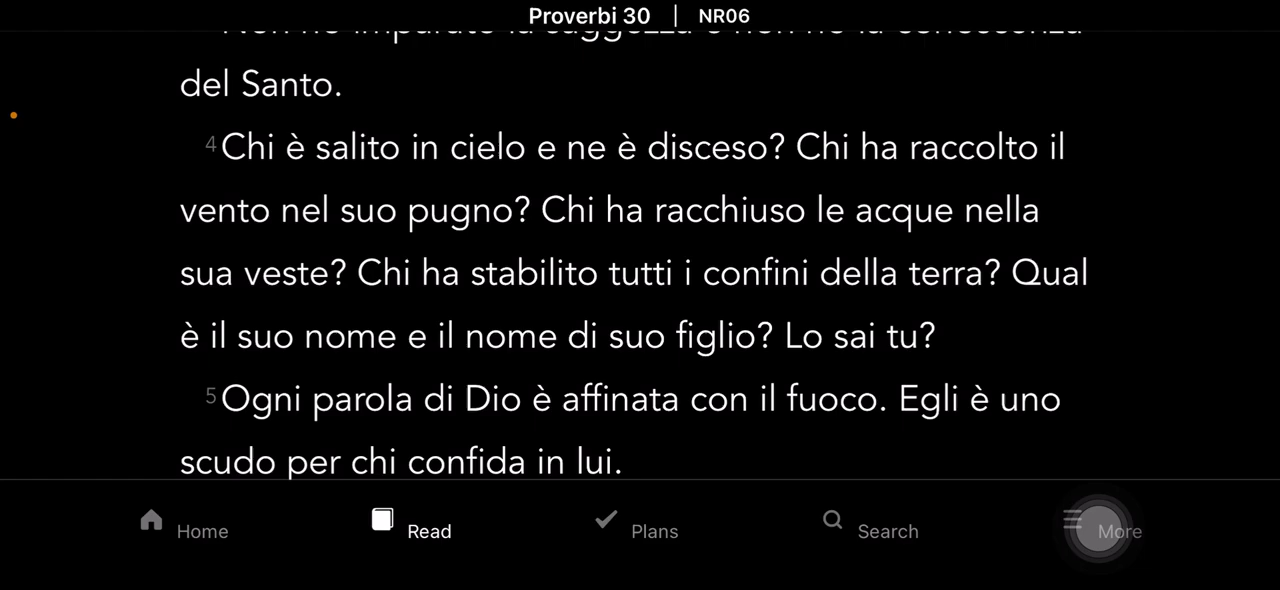 Proverbi 30 | NR06
del Santo.
4 Chi è salito in cielo e ne è disceso? Chi ha raccolto il
vento nel suo pugno? Chi ha racchiuso le acque nella
sua veste? Chi ha stabilito tutti i confini della terra? Qual
è il suo nome e il nome di suo figlio? Lo sai tu?
5 Ogni parola di Dio è affinata con il fuoco. Egli è uno
scudo per chi confida in lui.
Home Read Plans Search More